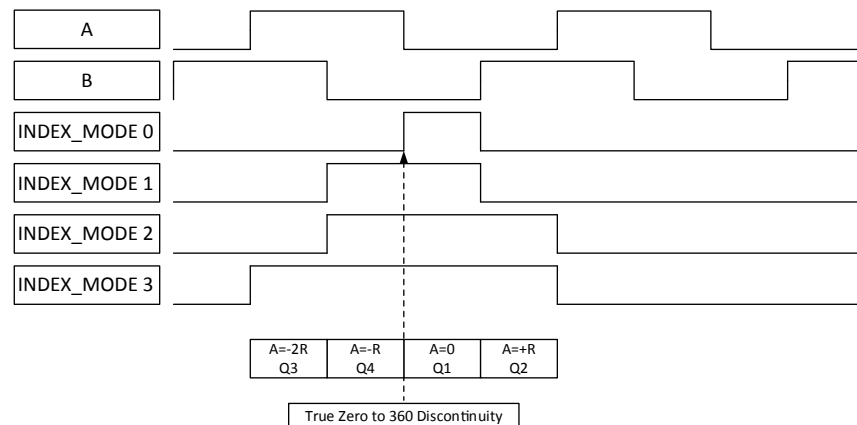 A
B
INDEX_MODE 0
INDEX_MODE 1
INDEX_MODE 2
INDEX_MODE 3
A=-2R A=-R A=0 A=+R
Q3 Q4 Q1 Q2
True Zero to 360 Discontinuity